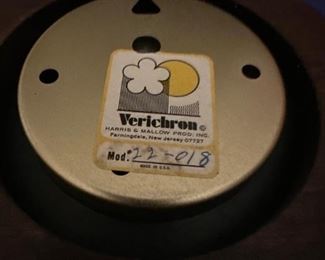 Verichron ®
HARRIS & MALLOW PROD. INC.
Farmingdale, New Jersey 07727
Mod. 22-018
MADE IN U.S.A.